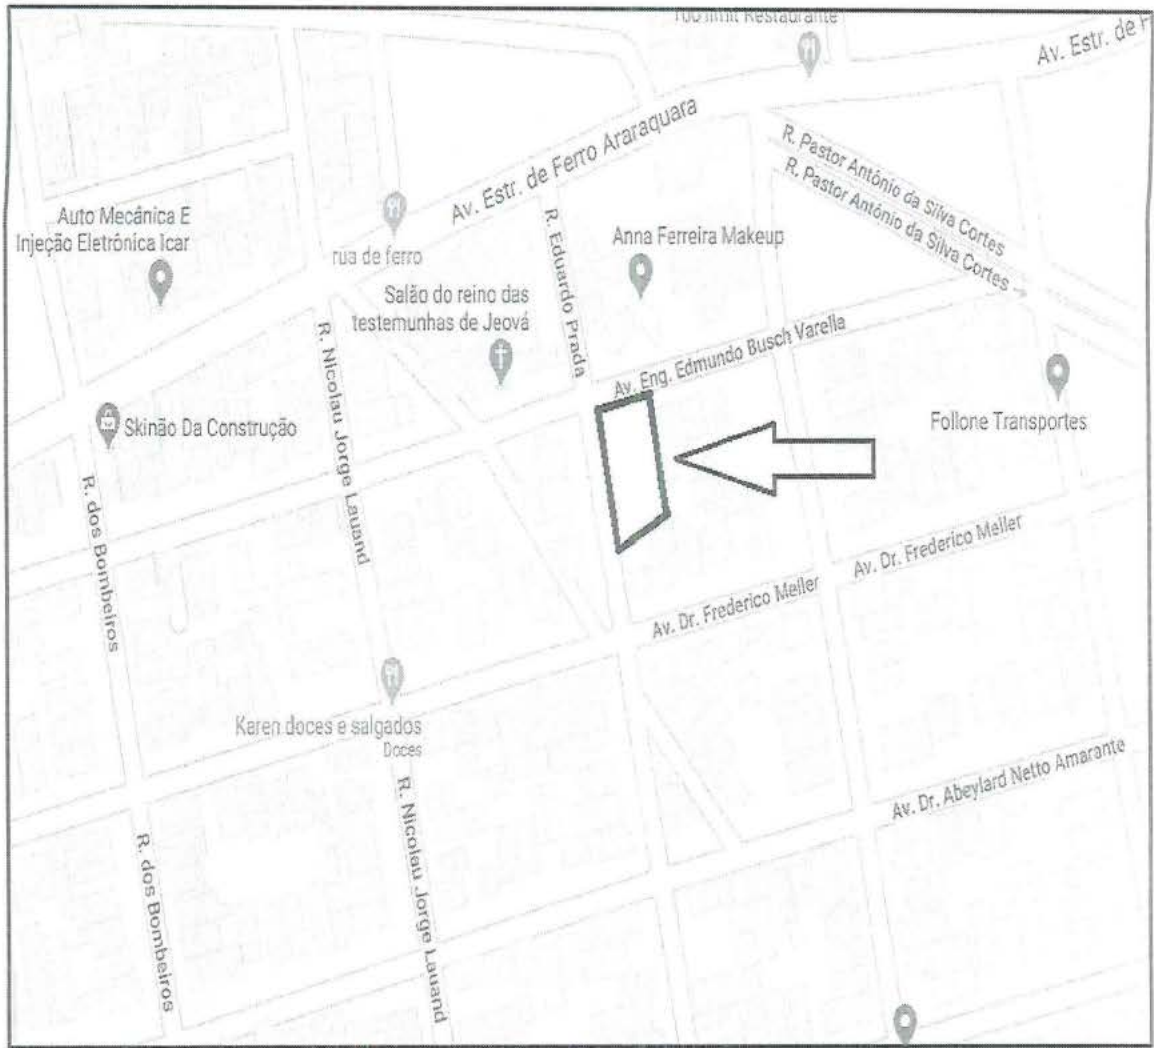 100 limit Restaurante
Av. Estr. de F
Av. Estr. de Ferro Araraquara
R. Pastor Antônio da Silva Cortes
R. Pastor Antônio da Silva Cortes
Auto Mecânica E
Injeção Eletrônica Icar
rua de ferro
R. Eduardo Prada
Anna Ferreira Makeup
Salão do reino das
testemunhas de Jeová
R. Nicolau Jorge Lauand
Av. Eng. Edmundo Busch Varella
Skinão Da Construção
Follone Transportes
R. dos Bombeiros
Av. Dr. Frederico Meller
Av. Dr. Frederico Meller
Karen doces e salgados
Doces
R. Nicolau Jorge Lauand
Av. Dr. Abeylard Netto Amarante
R. dos Bombeiros